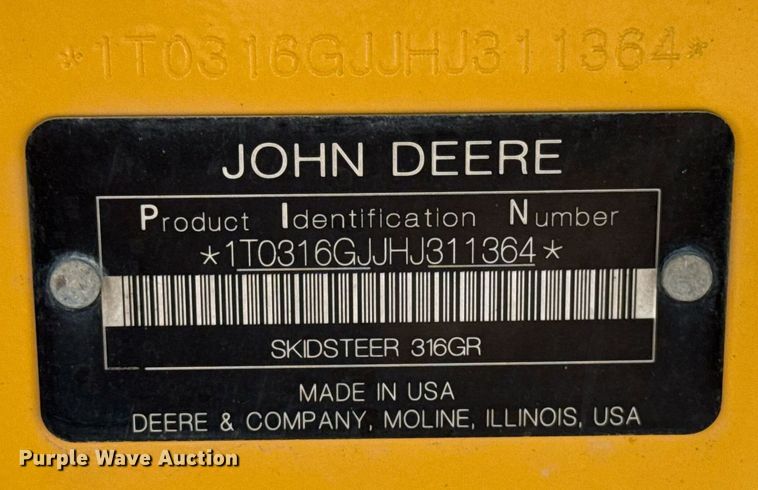 *1T0316GJJHJ311364*
JOHN DEERE
Product Identification Number
*1T0316GJJHJ311364*
SKIDSTEER 316GR
MADE IN USA
DEERE & COMPANY, MOLINE, ILLINOIS, USA
Purple Wave Auction